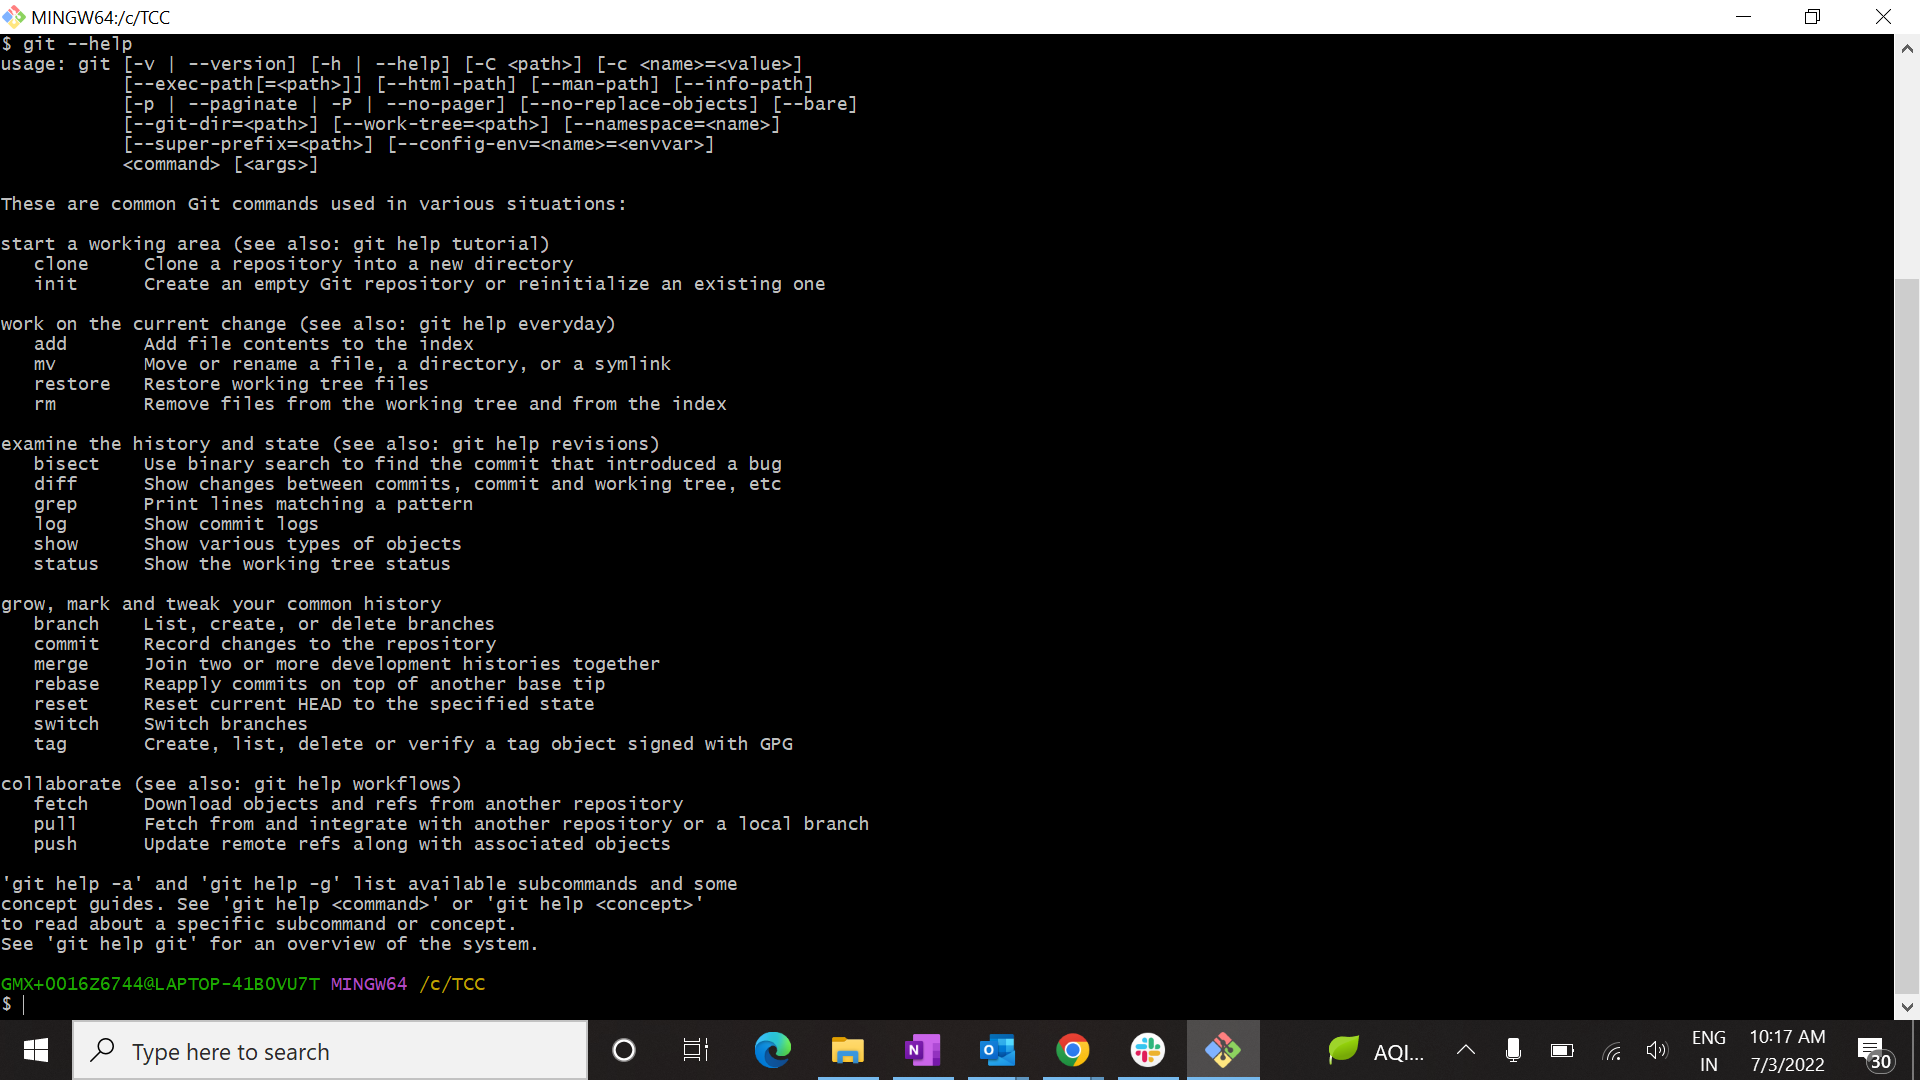 MINGW64:/c/TCC
$ git --help
usage: git [-v | --version] [-h | --help] [-C <path>] [-c <name>=<value>]
           [--exec-path[=<path>]] [--html-path] [--man-path] [--info-path]
           [-p | --paginate | -P | --no-pager] [--no-replace-objects] [--bare]
           [--git-dir=<path>] [--work-tree=<path>] [--namespace=<name>]
           [--super-prefix=<path>] [--config-env=<name>=<envvar>]
           <command> [<args>]

These are common Git commands used in various situations:

start a working area (see also: git help tutorial)
   clone     Clone a repository into a new directory
   init      Create an empty Git repository or reinitialize an existing one

work on the current change (see also: git help everyday)
   add       Add file contents to the index
   mv        Move or rename a file, a directory, or a symlink
   restore   Restore working tree files
   rm        Remove files from the working tree and from the index

examine the history and state (see also: git help revisions)
   bisect    Use binary search to find the commit that introduced a bug
   diff      Show changes between commits, commit and working tree, etc
   grep      Print lines matching a pattern
   log       Show commit logs
   show      Show various types of objects
   status    Show the working tree status

grow, mark and tweak your common history
   branch    List, create, or delete branches
   commit    Record changes to the repository
   merge     Join two or more development histories together
   rebase    Reapply commits on top of another base tip
   reset     Reset current HEAD to the specified state
   switch    Switch branches
   tag       Create, list, delete or verify a tag object signed with GPG

collaborate (see also: git help workflows)
   fetch     Download objects and refs from another repository
   pull      Fetch from and integrate with another repository or a local branch
   push      Update remote refs along with associated objects

'git help -a' and 'git help -g' list available subcommands and some
concept guides. See 'git help <command>' or 'git help <concept>'
to read about a specific subcommand or concept.
See 'git help git' for an overview of the system.

GMX+0016Z6744@LAPTOP-41B0VU7T MINGW64 /c/TCC
$
Type here to search
N
O
AQI...
ENG
IN
10:17 AM
7/3/2022
30